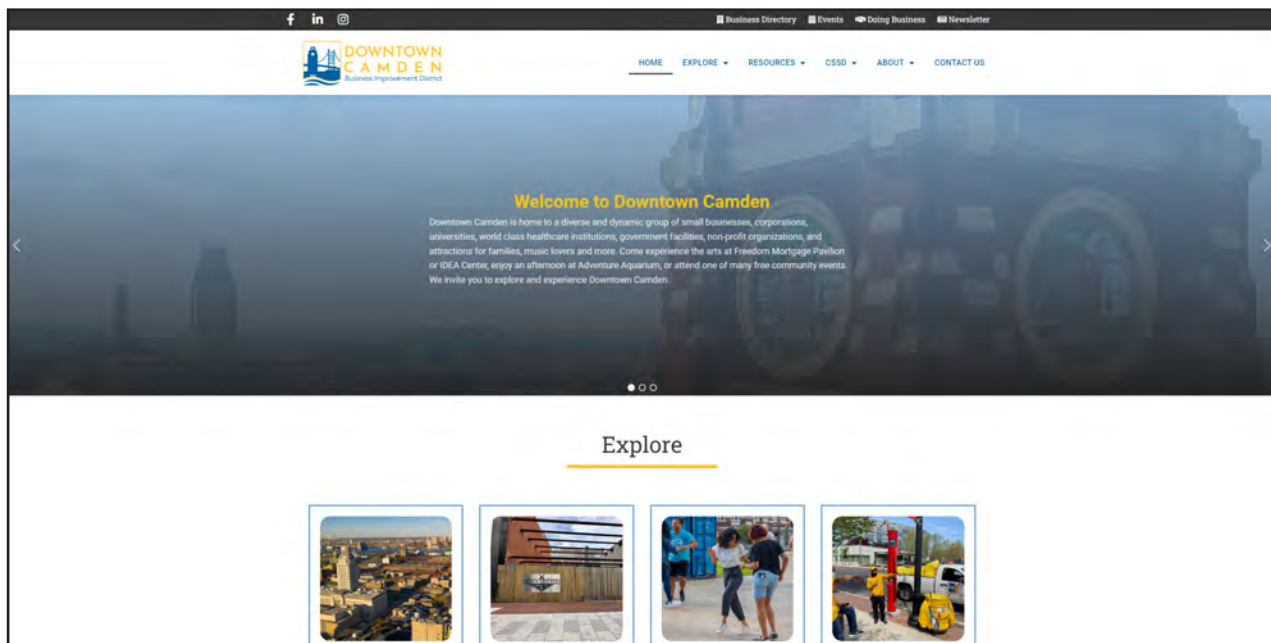 Business Directory Events Doing Business Newsletter
DOWNTOWN
CAMDEN
Business Improvement District
HOME EXPLORE RESOURCES CSSD ABOUT CONTACT US
Welcome to Downtown Camden
Downtown Camden is home to a diverse and dynamic group of small businesses, corporations,
universities, world class healthcare institutions, government facilities, non-profit organizations, and
attractions for families, music lovers and more. Come experience the arts at Freedom Mortgage Pavilion
or IDEA Center, enjoy an afternoon at Adventure Aquarium, or attend one of many free community events.
We invite you to explore and experience Downtown Camden.
Explore